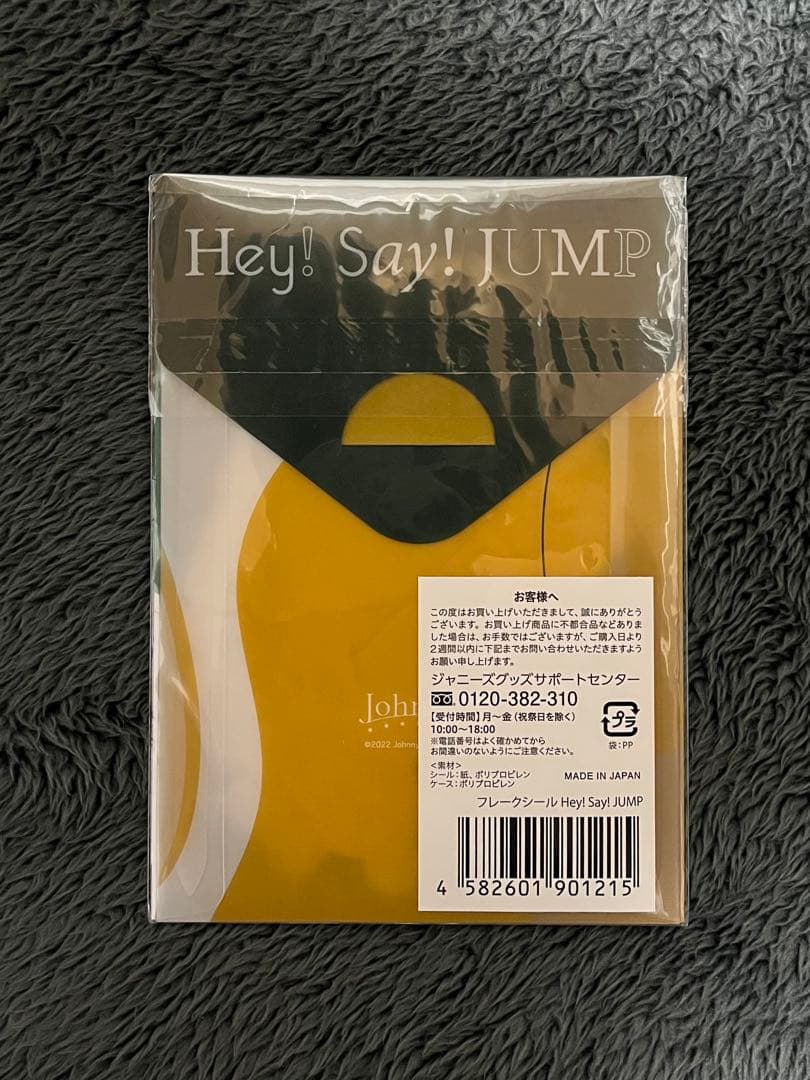 Hey! Say! JUMP
John
©2022 Johnny
お客様へ
この度はお買い上げいただきまして、誠にありがとう
ございます。お買い上げ商品に不都合品などありま
した場合は、お手数ではございますが、ご購入日より
2週間以内に下記までお問い合わせいただきますよう
お願い申し上げます。
ジャニーズグッズサポートセンター
0120-382-310
【受付時間】月～金（祝祭日を除く）
10:00～18:00
※電話番号はよく確かめてから
お間違いのないようにご注意ください。
プラ
袋:PP
<素材>
シール:紙、ポリプロピレン
ケース:ポリプロピレン
MADE IN JAPAN
フレークシール Hey! Say! JUMP
4 582601 901215